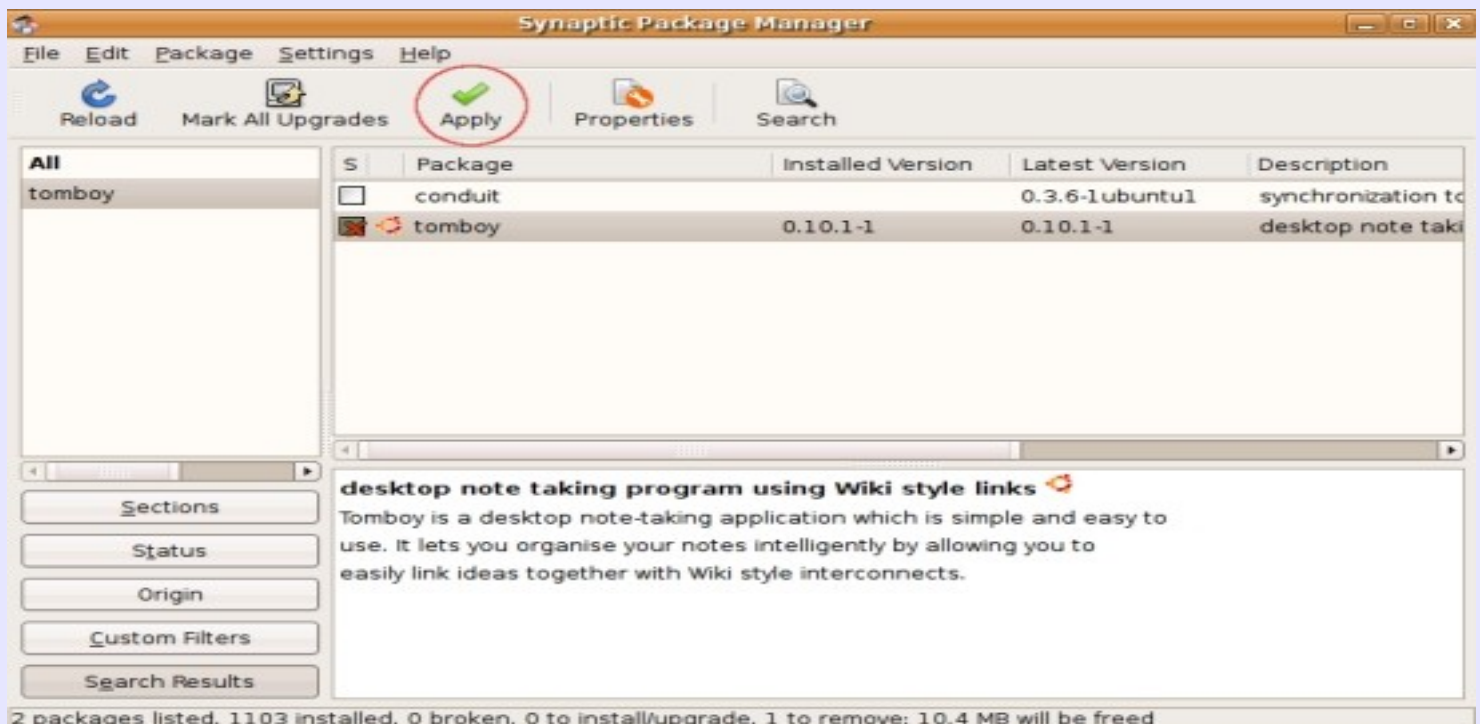 Synaptic Package Manager
File Edit Package Settings Help
Reload Mark All Upgrades Apply Properties Search
All
tomboy
S Package Installed Version Latest Version Description
conduit 0.3.6-1ubuntu1 synchronization to
tomboy 0.10.1-1 0.10.1-1 desktop note taki
Sections
Status
Origin
Custom Filters
Search Results
desktop note taking program using Wiki style links
Tomboy is a desktop note-taking application which is simple and easy to
use. It lets you organise your notes intelligently by allowing you to
easily link ideas together with Wiki style interconnects.
2 packages listed, 1103 installed, 0 broken. 0 to install/upgrade, 1 to remove; 10.4 MB will be freed